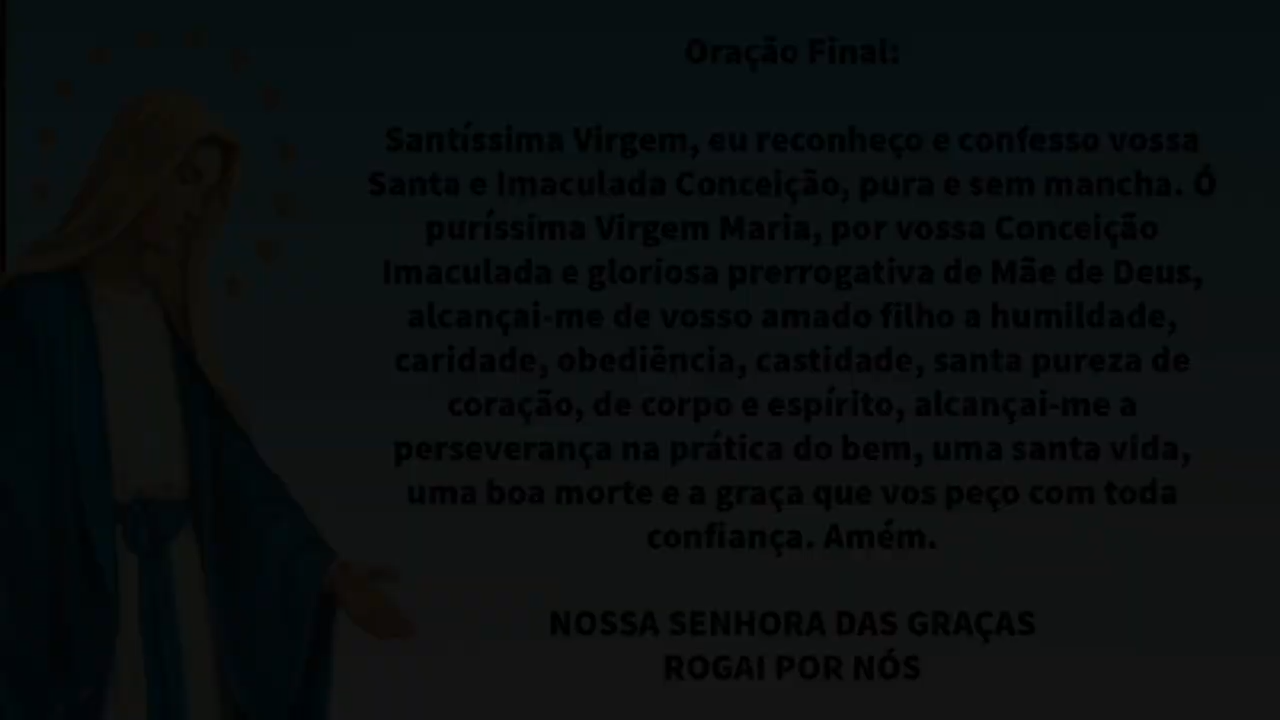 Oração Final:
Santíssima Virgem, eu reconheço e confesso vossa
Santa e Imaculada Conceição, pura e sem mancha. Ó
puríssima Virgem Maria, por vossa Conceição
Imaculada e gloriosa prerrogativa de Mãe de Deus,
alcançai-me de vosso amado filho a humildade,
caridade, obediência, castidade, santa pureza de
coração, de corpo e espírito, alcançai-me a
perseverança na prática do bem, uma santa vida,
uma boa morte e a graça que vos peço com toda
confiança. Amém.
NOSSA SENHORA DAS GRAÇAS
ROGAI POR NÓS